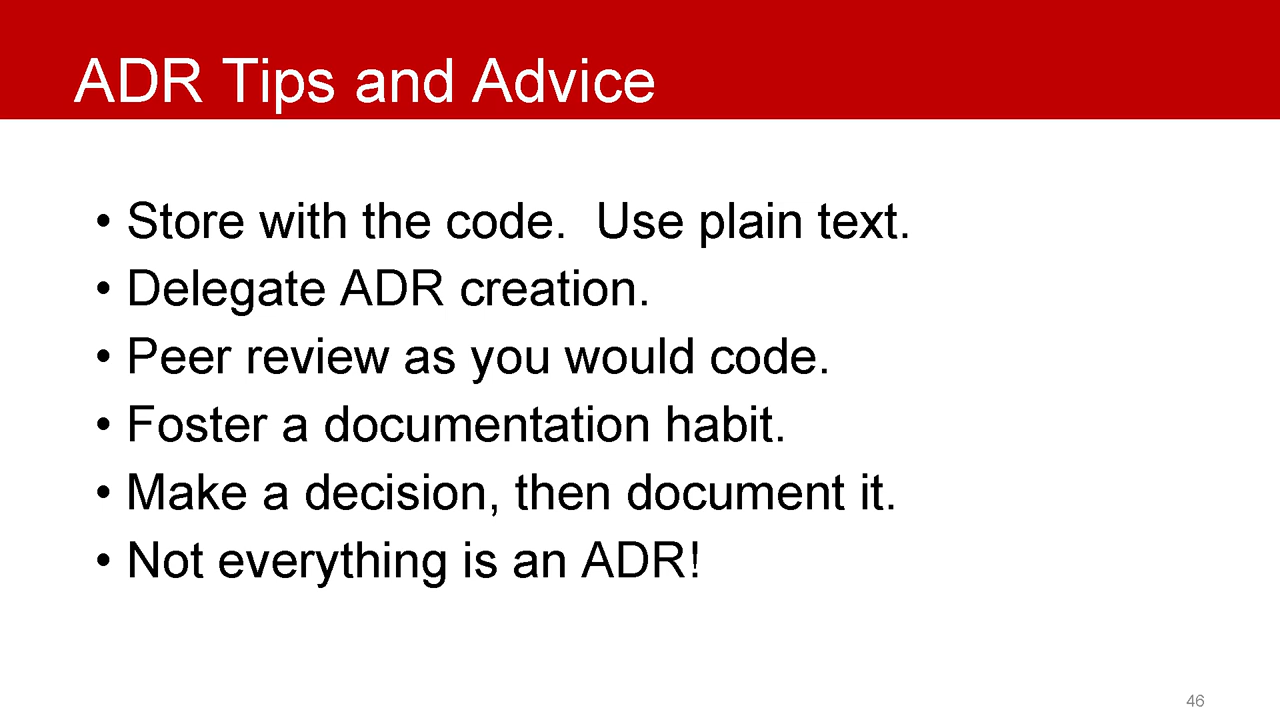 ADR Tips and Advice
• Store with the code.  Use plain text.
• Delegate ADR creation.
• Peer review as you would code.
• Foster a documentation habit.
• Make a decision, then document it.
• Not everything is an ADR!
46